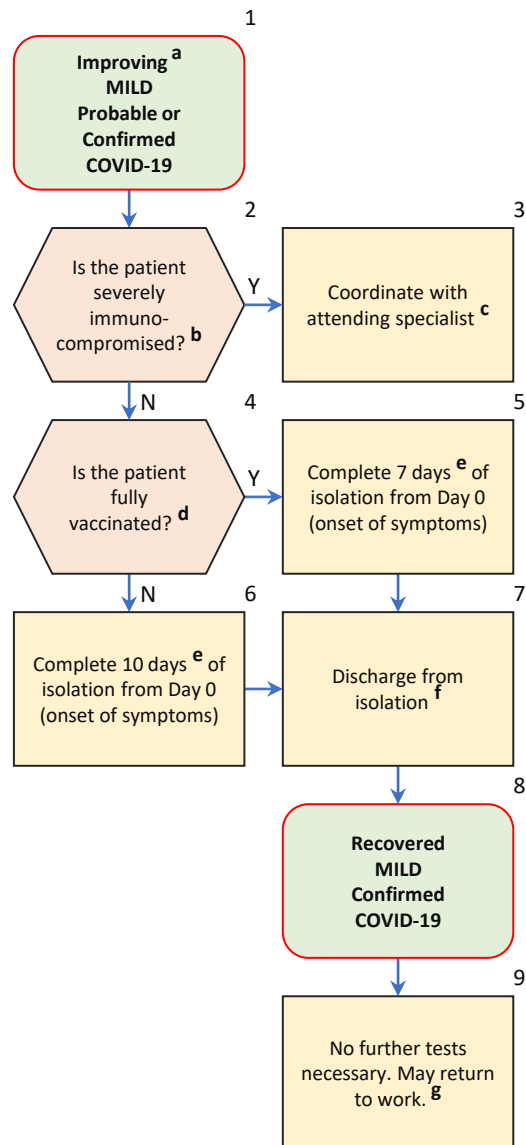 1
Improving a
MILD
Probable or
Confirmed
COVID-19
2
Is the patient
severely
immuno-
compromised? b
Y
3
Coordinate with
attending specialist c
N
4
Is the patient
fully
vaccinated? d
Y
5
Complete 7 days e of
isolation from Day 0
(onset of symptoms)
N
6
Complete 10 days e of
isolation from Day 0
(onset of symptoms)
7
Discharge from
isolation f
8
Recovered
MILD
Confirmed
COVID-19
9
No further tests
necessary. May return
to work. g